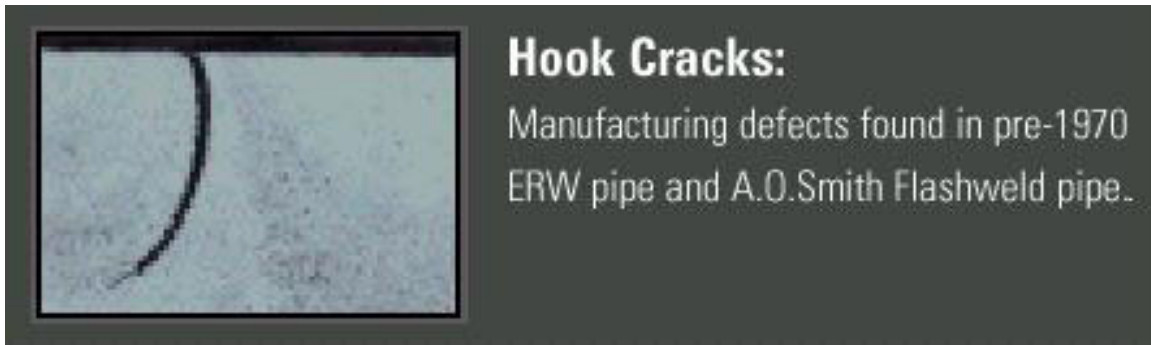 Hook Cracks:
Manufacturing defects found in pre-1970
ERW pipe and A.O.Smith Flashweld pipe..